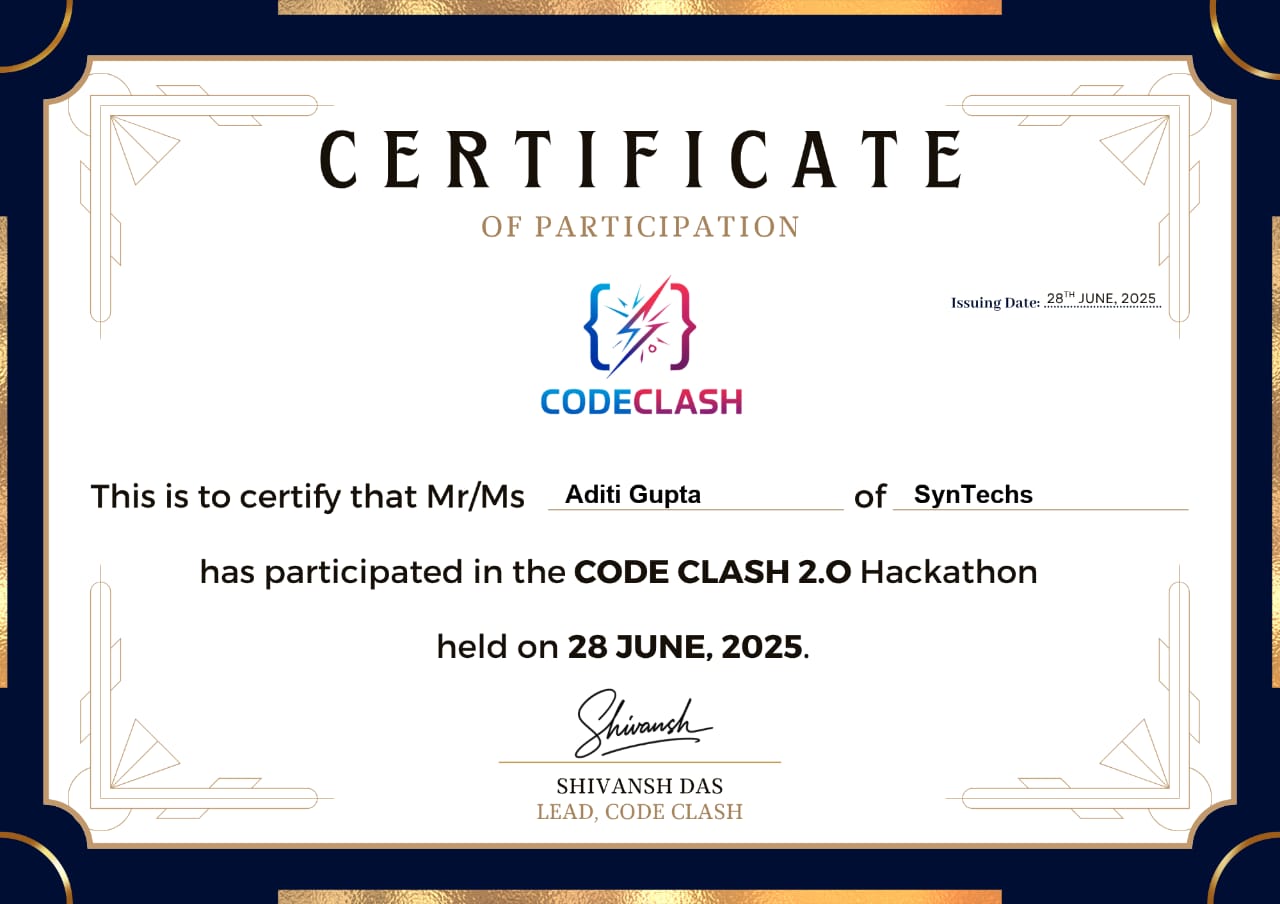 CERTIFICATE
OF PARTICIPATION
Issuing Date: 28TH JUNE, 2025
CODECLASH
This is to certify that Mr/Ms Aditi Gupta of SynTechs
has participated in the CODE CLASH 2.O Hackathon
held on 28 JUNE, 2025.
Shivansh
SHIVANSH DAS
LEAD, CODE CLASH